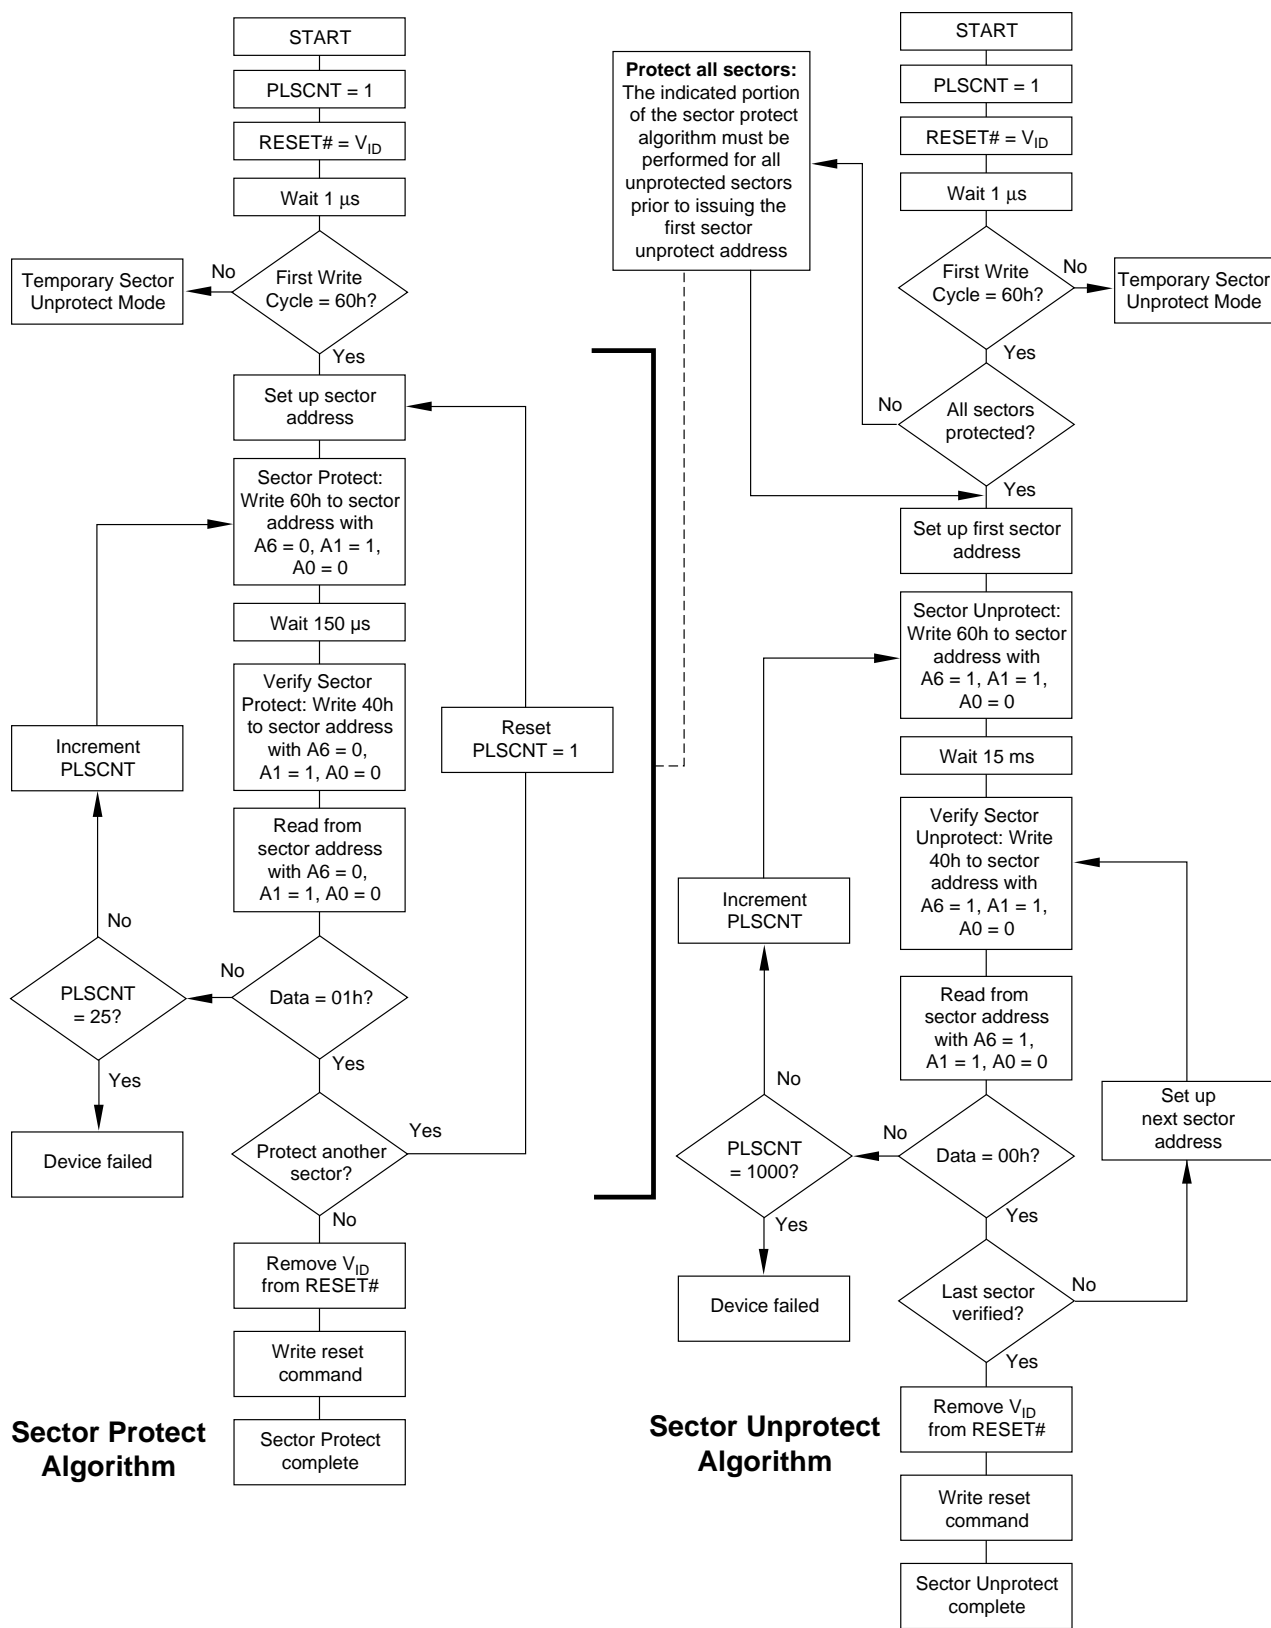 START
PLSCNT = 1
RESET# = VID
Wait 1 μs
First Write
Cycle = 60h?
No
Temporary Sector
Unprotect Mode
Yes
Set up sector
address
Sector Protect:
Write 60h to sector
address with
A6 = 0, A1 = 1,
A0 = 0
Wait 150 µs
Verify Sector
Protect: Write 40h
to sector address
with A6 = 0,
A1 = 1, A0 = 0
Increment
PLSCNT
Reset
PLSCNT = 1
Read from
sector address
with A6 = 0,
A1 = 1, A0 = 0
No
No
PLSCNT
= 25?
Data = 01h?
Yes
Yes
Device failed
Protect another
sector?
Yes
No
Remove VID
from RESET#
Write reset
command
Sector Protect
complete
Sector Protect
Algorithm
Protect all sectors:
The indicated portion
of the sector protect
algorithm must be
performed for all
unprotected sectors
prior to issuing the
first sector
unprotect address
START
PLSCNT = 1
RESET# = VID
Wait 1 μs
First Write
Cycle = 60h?
No
Temporary Sector
Unprotect Mode
Yes
No
All sectors
protected?
Yes
Set up first sector
address
Sector Unprotect:
Write 60h to sector
address with
A6 = 1, A1 = 1,
A0 = 0
Wait 15 ms
Verify Sector
Unprotect: Write
40h to sector
address with
A6 = 1, A1 = 1,
A0 = 0
Increment
PLSCNT
Read from
sector address
with A6 = 1,
A1 = 1, A0 = 0
No
No
PLSCNT
= 1000?
Data = 00h?
Set up
next sector
address
Yes
Yes
Device failed
Last sector
verified?
No
Yes
Remove VID
from RESET#
Write reset
command
Sector Unprotect
complete
Sector Unprotect
Algorithm